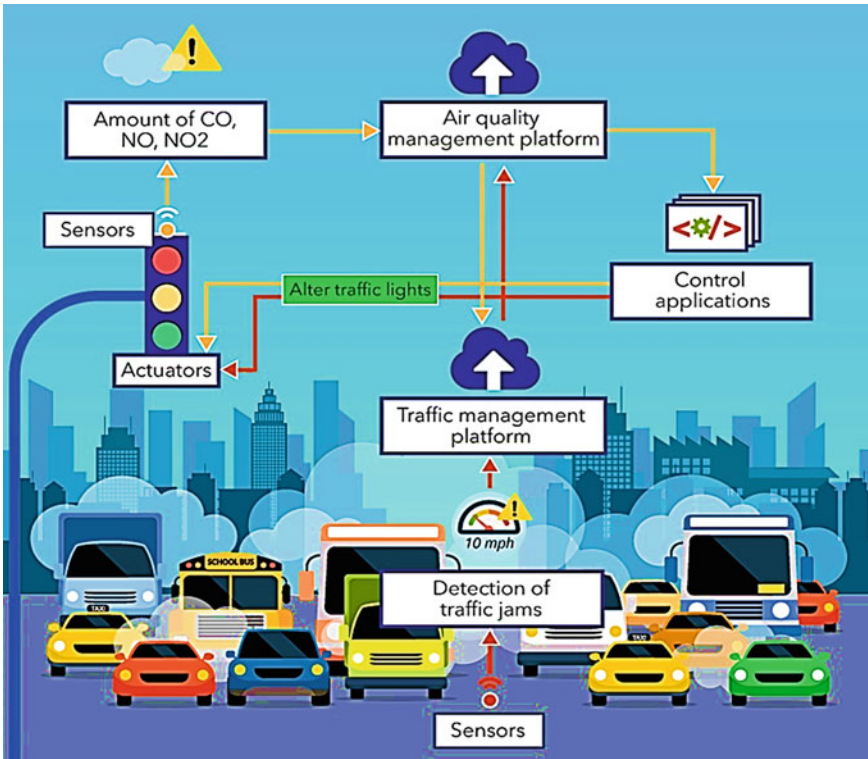 Amount of CO,
NO, NO2
Air quality
management platform
Sensors
</>
Alter traffic lights
Control
applications
Actuators
Traffic management
platform
10 mph
SCHOOL BUS
Detection of
traffic jams
TAXI
TAXI
Sensors